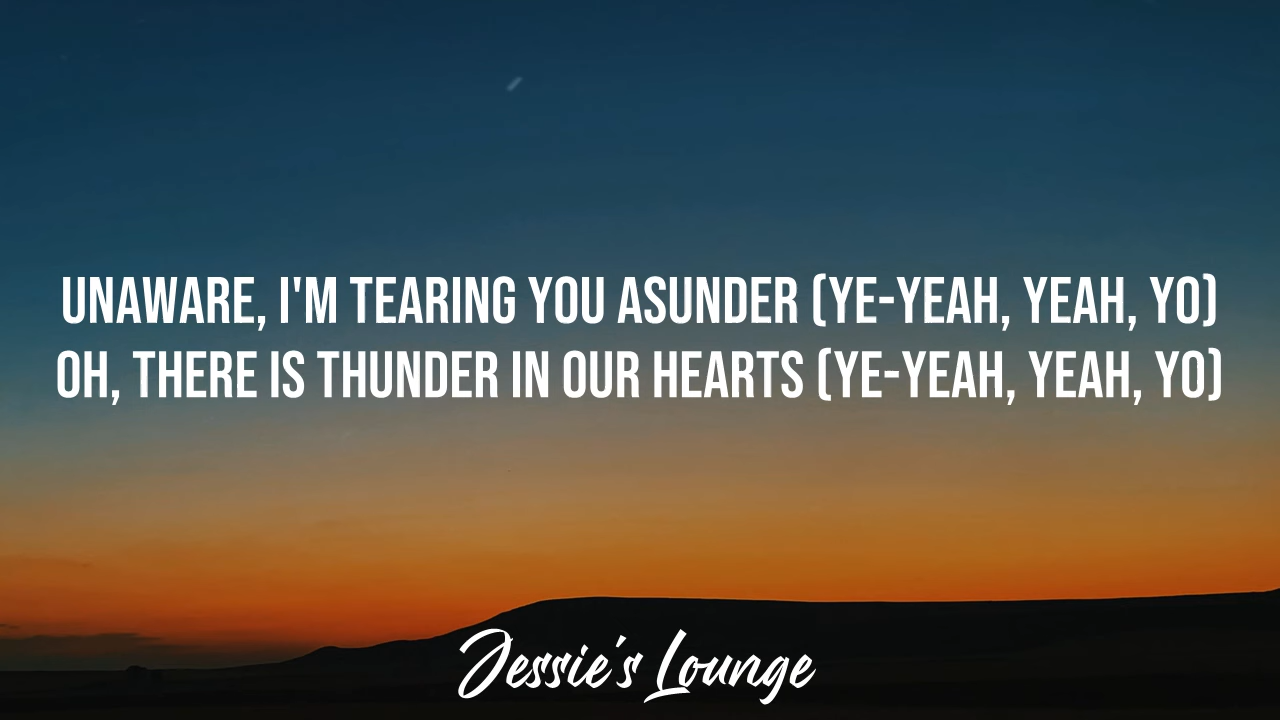 UNAWARE, I'M TEARING YOU ASUNDER (YE-YEAH, YEAH, YO)
OH, THERE IS THUNDER IN OUR HEARTS (YE-YEAH, YEAH, YO)
Jessie's Lounge